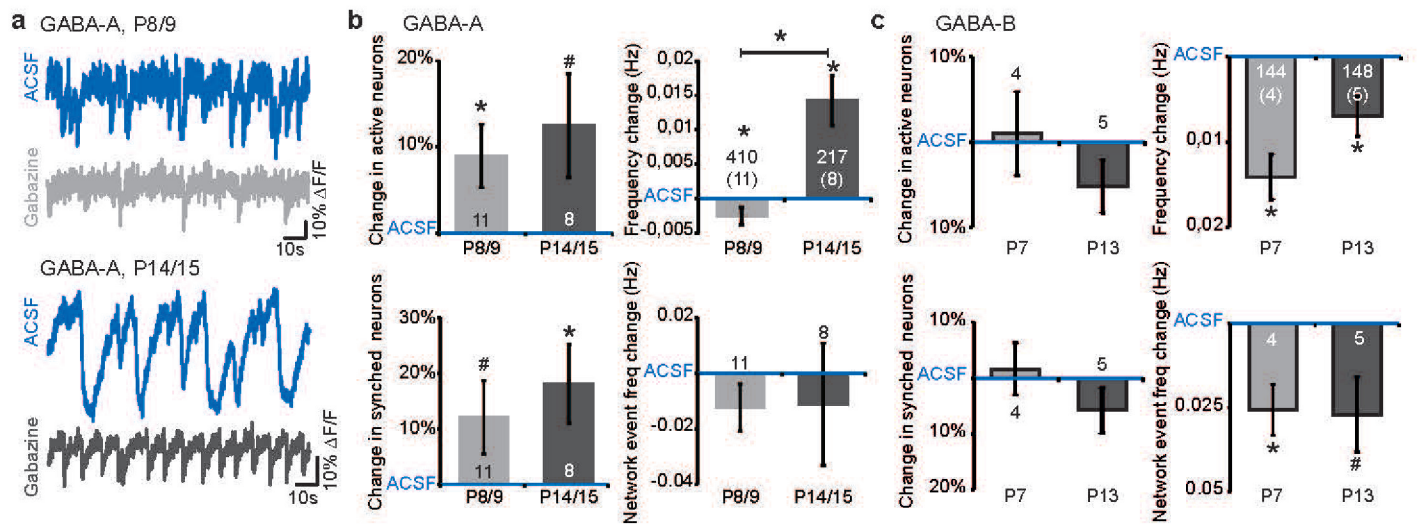 a GABA-A, P8/9
ACSF
Gabazine
10% ΔF/F
10s
GABA-A, P14/15
ACSF
Gabazine
10% ΔF/F
10s
b GABA-A
Change in active neurons
20%
10%
ACSF
*
#
11
8
P8/9
P14/15
Frequency change (Hz)
0,02
0,015
0,01
0,005
ACSF
-0,005
*
*
*
410
(11)
217
(8)
P8/9
P14/15
Change in synched neurons
30%
20%
10%
ACSF
#
*
11
8
P8/9
P14/15
Network event freq change (Hz)
0.02
ACSF
-0.02
-0.04
11
8
P8/9
P14/15
c GABA-B
Change in active neurons
10%
ACSF
10%
4
5
P7
P13
Frequency change (Hz)
ACSF
0,01
0,02
144
(4)
148
(5)
*
*
P7
P13
Change in synched neurons
10%
ACSF
10%
20%
4
5
P7
P13
Network event freq change (Hz)
ACSF
0.025
0.05
4
5
*
#
P7
P13